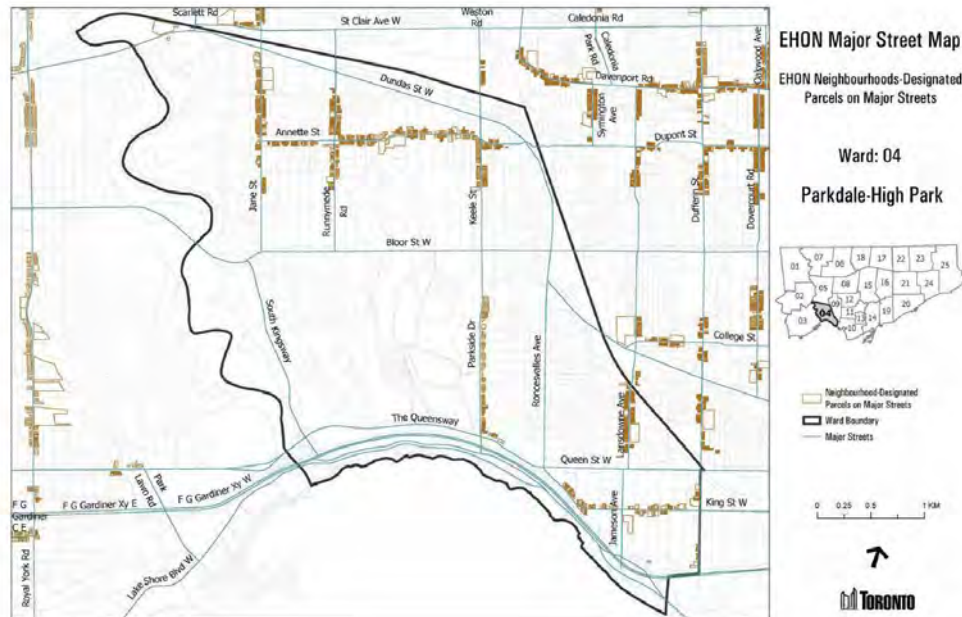 Scarlett Rd
St Clair Ave W
Weston
Rd
Caledonia Rd
Caledonia
Park Rd
Oakwood Ave
Dundas St W
Davenport Rd
Symington
Ave
Annette St
Dupont St
Jane St
Runnymede
Rd
Keele St
Dufferin St
Dovercourt Rd
Bloor St W
South Kingsway
Parkside Dr
Roncesvalles Ave
College St
The Queensway
Lansdowne Ave
Queen St W
Park
Lawn Rd
F G Gardiner Xy W
F G Gardiner Xy E
F G
Gardiner
C E
Jameson Ave
King St W
Royal York Rd
Lake Shore Blvd W
EHON Major Street Map
EHON Neighbourhoods-Designated
Parcels on Major Streets
Ward: 04
Parkdale-High Park
01
07
08
18
17
22
23
25
02
05
08
15
16
21
24
03
04
09
12
11
13
14
10
19
20
Neighbourhood-Designated
Parcels on Major Streets
Ward Boundary
Major Streets
0 0.5 1 KM
TORONTO